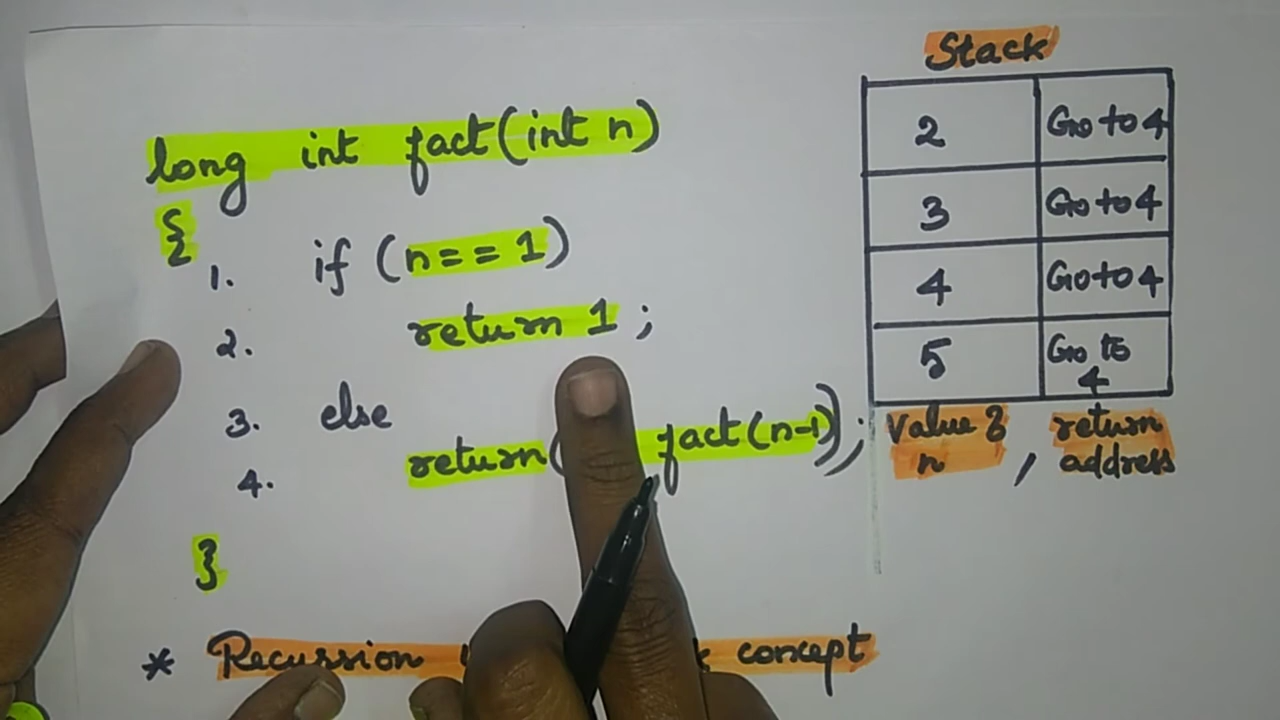 long int fact(int n)
{
1. if (n==1)
2. return 1;
3. else
4. return( fact(n-1));
}
* Recussion concept
Stack
2 Go to 4
3 Go to 4
4 Go to 4
5 Go to 4
Value of n, return address